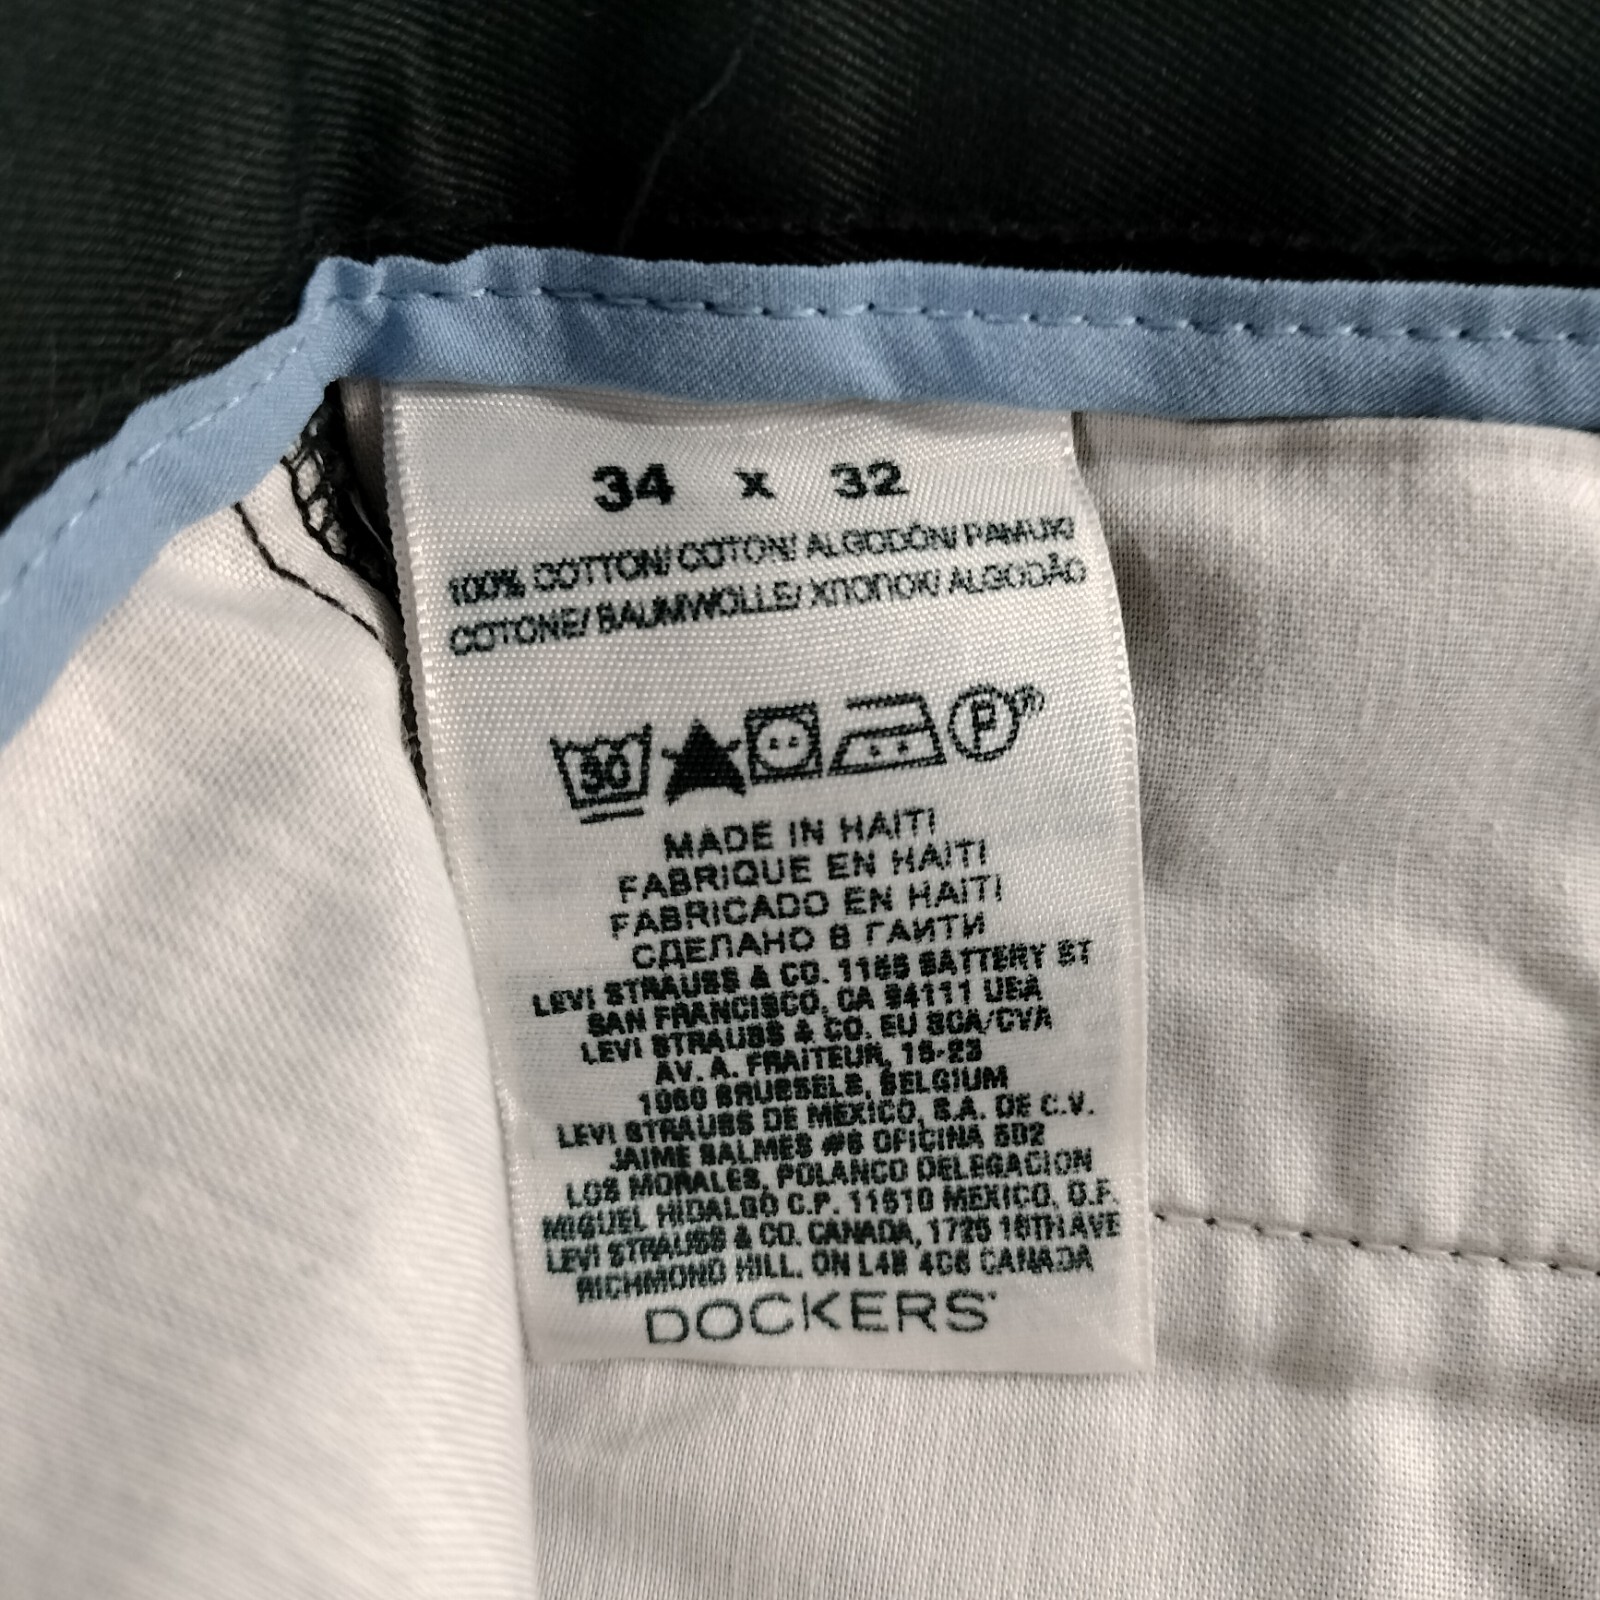 34 x 32
100% COTTON/ COTON/ ALGODÓN/ PAMUK/
COTONE/ BAUMWOLLE/ ХЛОПОК/ ALGODÃO
30 P®
MADE IN HAITI
FABRIQUE EN HAITI
FABRICADO EN HAITI
СДЕЛАНО В ГАИТИ
LEVI STRAUSS & CO. 1155 BATTERY ST
SAN FRANCISCO, CA 94111 USA
LEVI STRAUSS & CO. EU SCA/CVA
AV. A. FRAITEUR, 15-23
1050 BRUSSELS, BELGIUM
LEVI STRAUSS DE MEXICO, S.A. DE C.V.
JAIME BALMES #8 OFICINA 502
LOS MORALES, POLANCO DELEGACION
MIGUEL HIDALGO C.P. 11510 MEXICO, D.F.
LEVI STRAUSS & CO. CANADA, 1725 16TH AVE
RICHMOND HILL, ON L4B 4C6 CANADA
DOCKERS